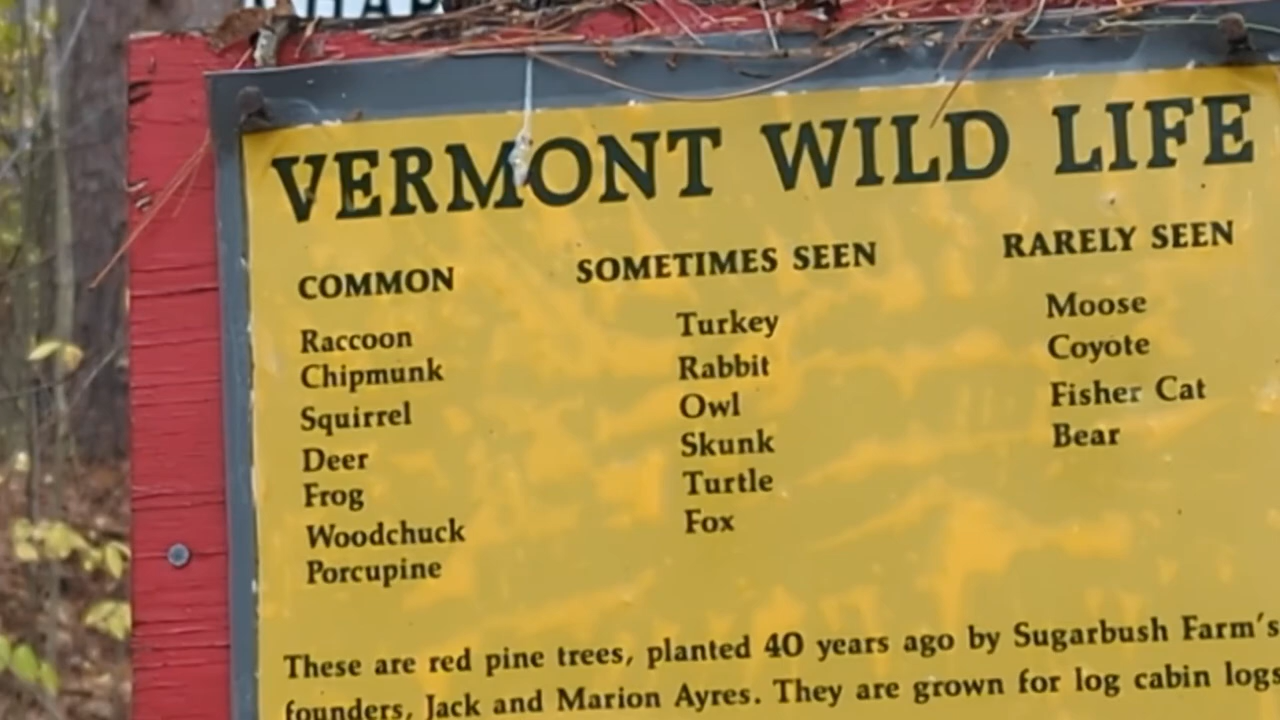 VERMONT WILD LIFE
COMMON
Raccoon
Chipmunk
Squirrel
Deer
Frog
Woodchuck
Porcupine
SOMETIMES SEEN
Turkey
Rabbit
Owl
Skunk
Turtle
Fox
RARELY SEEN
Moose
Coyote
Fisher Cat
Bear
These are red pine trees, planted 40 years ago by Sugarbush Farm's
founders, Jack and Marion Ayres. They are grown for log cabin logs